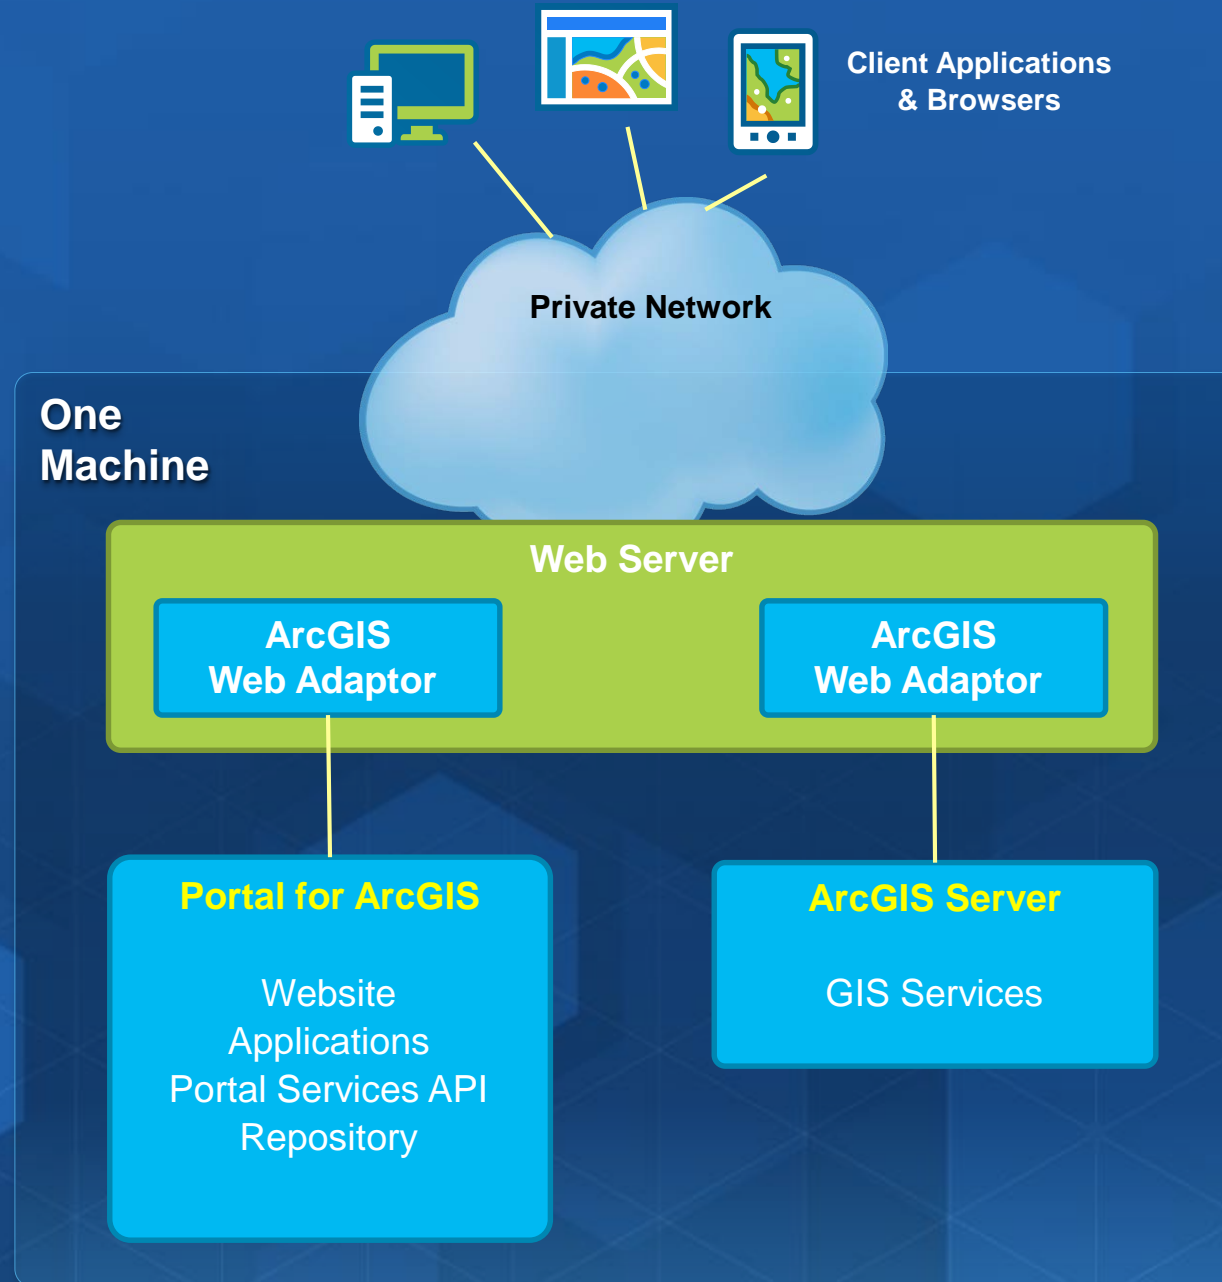 Client Applications
& Browsers
Private Network
One
Machine
Web Server
ArcGIS
Web Adaptor
ArcGIS
Web Adaptor
Portal for ArcGIS
Website
Applications
Portal Services API
Repository
ArcGIS Server
GIS Services